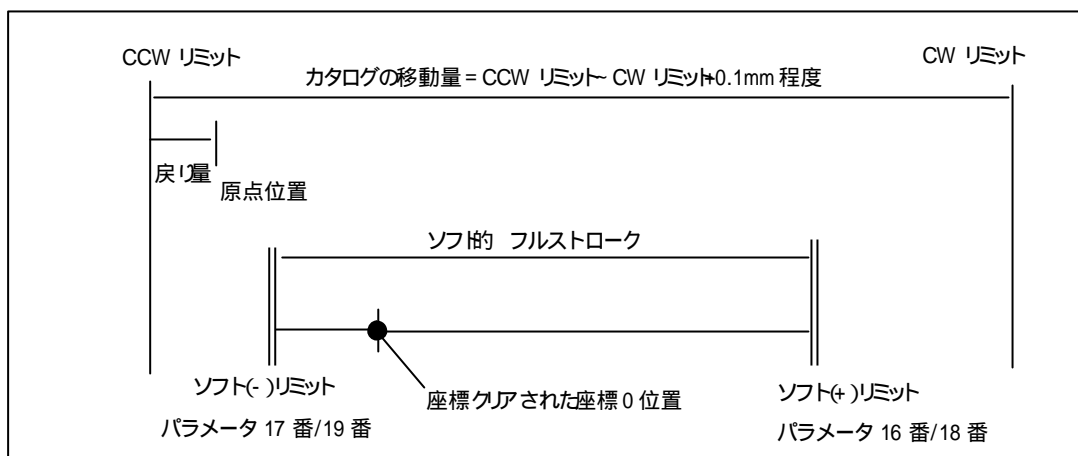 CCW リミット
CW リミット
カタログの移動量 = CCW リミット~ CW リミット+0.1mm 程度
戻り量
原点位置
ソフト的 フルストローク
ソフト(- )リミット
座標クリアされた座標 0 位置
ソフト(+ )リミット
パラメータ 17 番/19 番
パラメータ 16 番/18 番